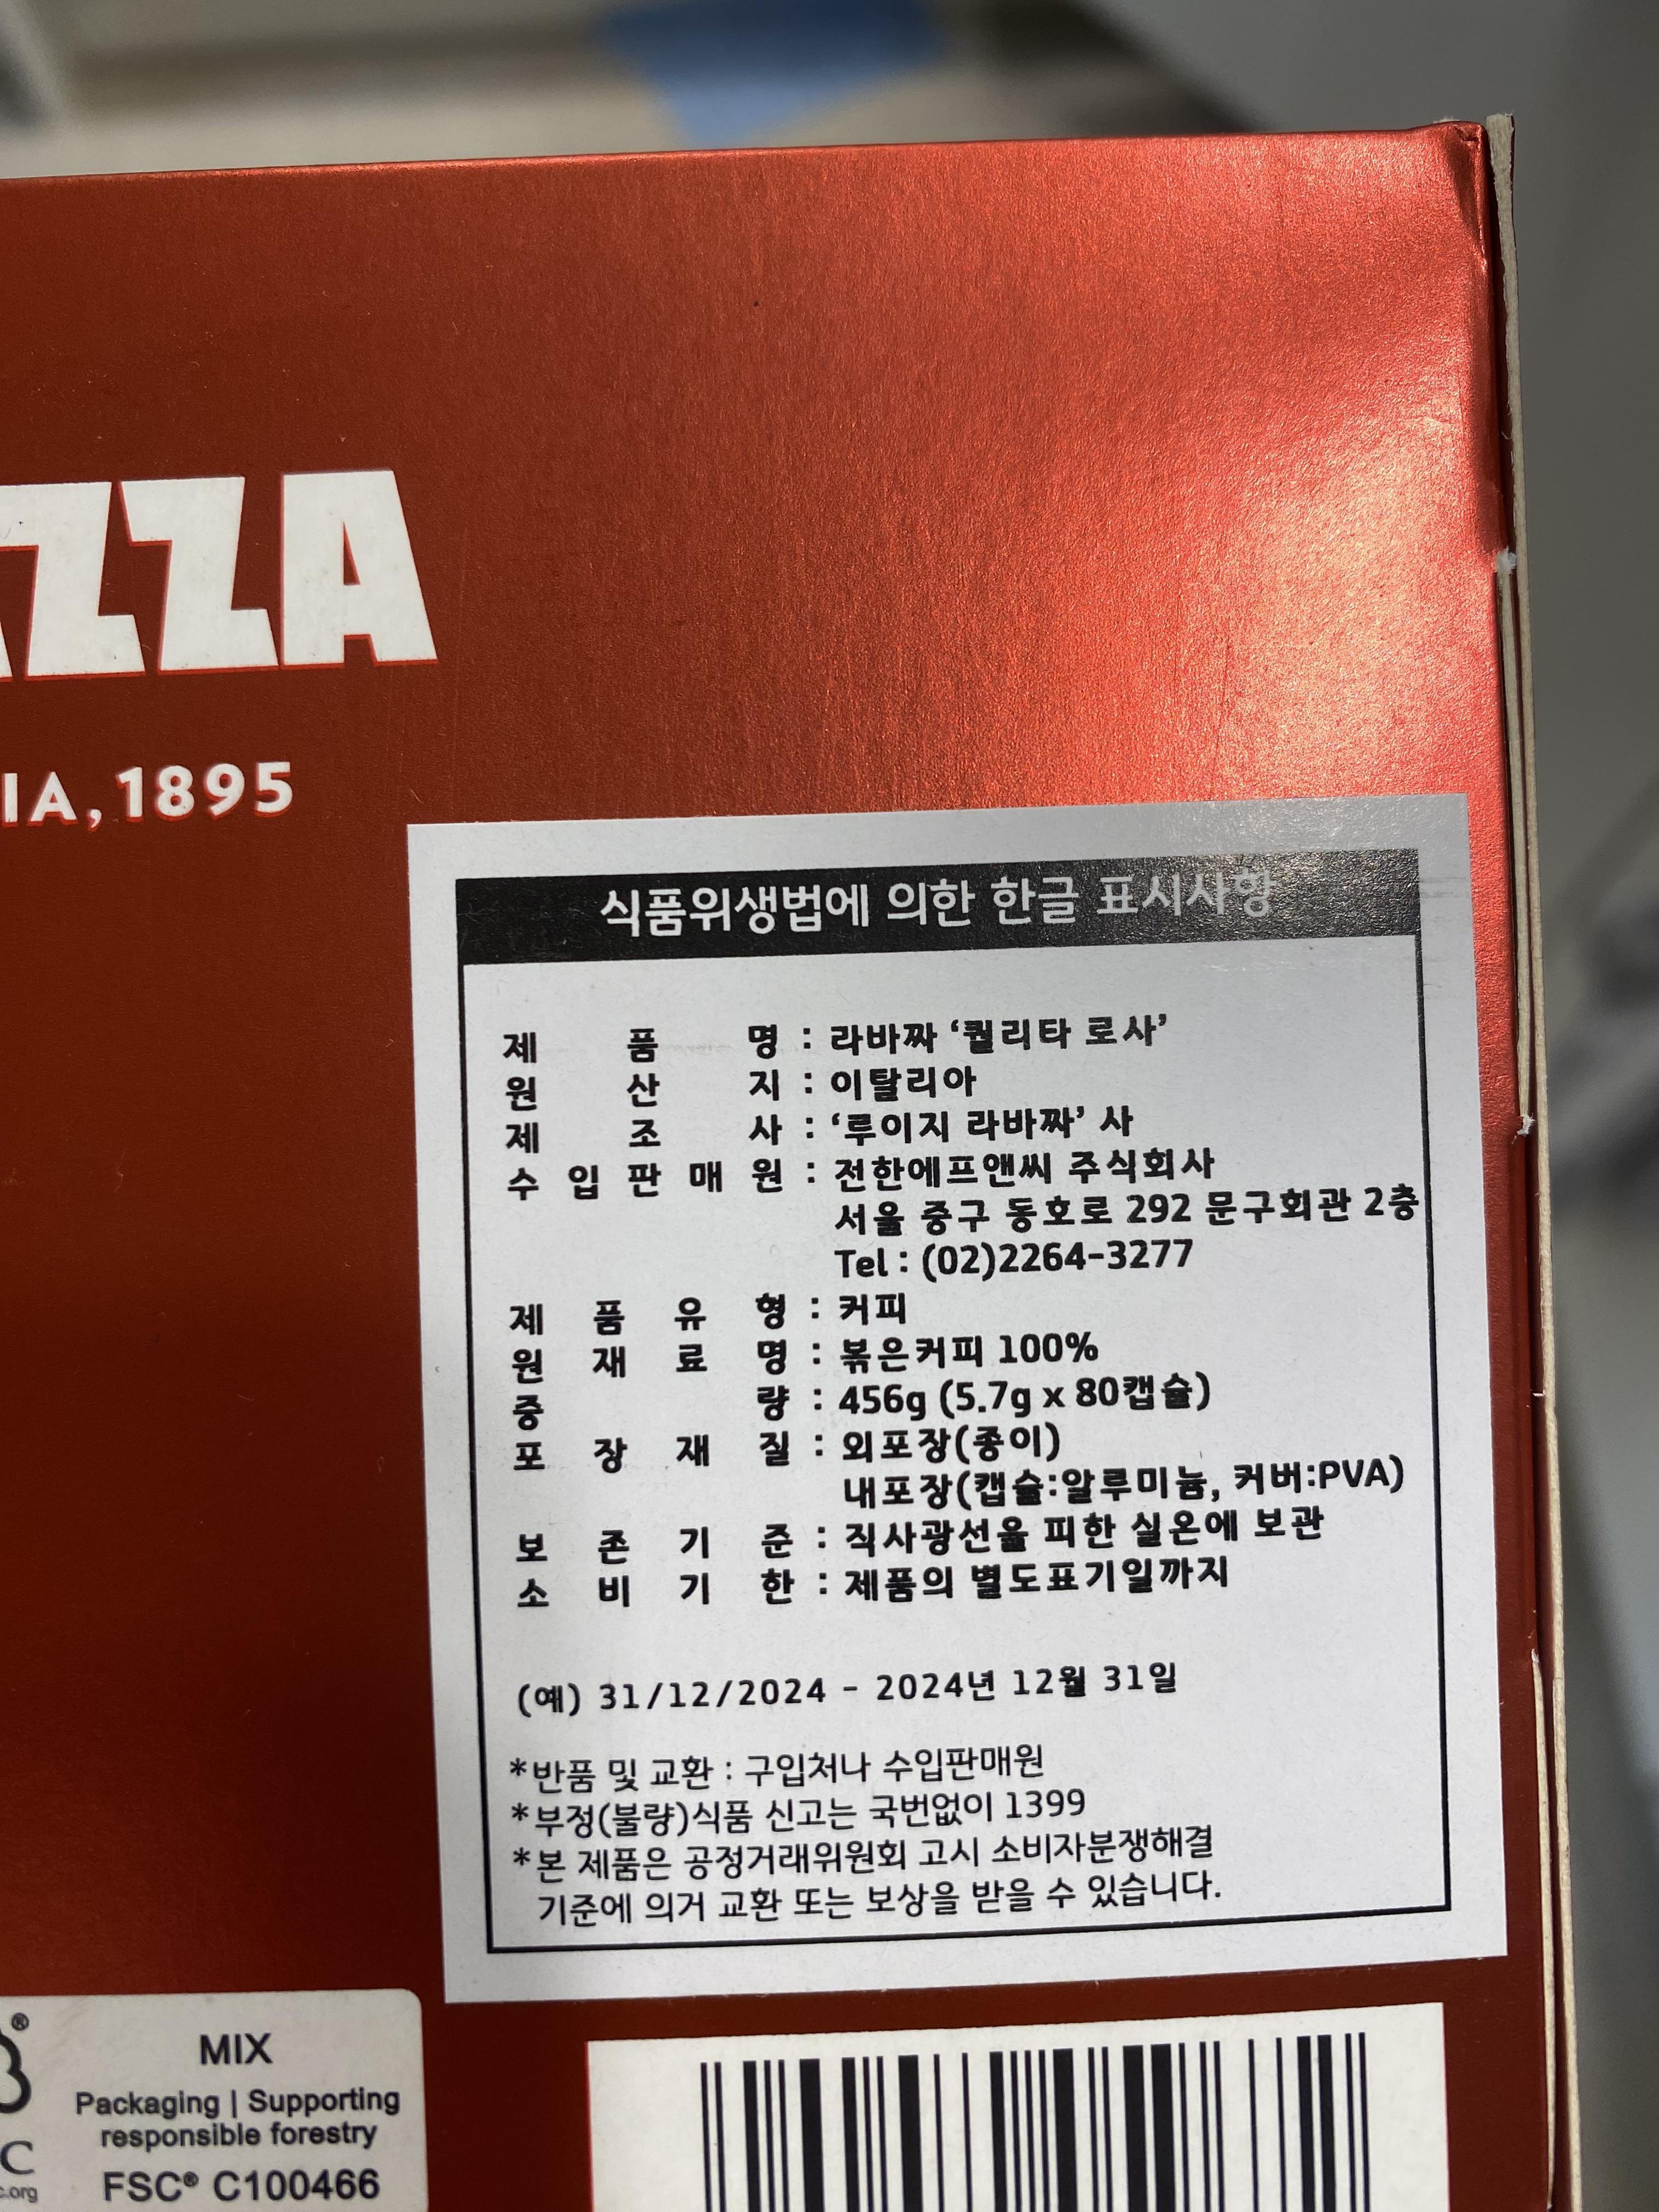 AZZA
IA, 1895
식품위생법에 의한 한글 표시사항
제 품 명 : 라바짜 ‘퀄리타 로사’
원 산 지 : 이탈리아
제 조 사 : ‘루이지 라바짜’ 사
수 입 판 매 원 : 전한에프앤씨 주식회사
서울 중구 동호로 292 문구회관 2층
Tel : (02)2264-3277
제 품 유 형 : 커피
원 재 료 명 : 볶은커피 100%
중 량 : 456g (5.7g x 80캡슐)
포 장 재 질 : 외포장(종이)
내포장(캡슐:알루미늄, 커버:PVA)
보 존 기 준 : 직사광선을 피한 실온에 보관
소 비 기 한 : 제품의 별도표기일까지
(예) 31/12/2024 - 2024년 12월 31일
*반품 및 교환 : 구입처나 수입판매원
*부정(불량)식품 신고는 국번없이 1399
*본 제품은 공정거래위원회 고시 소비자분쟁해결
기준에 의거 교환 또는 보상을 받을 수 있습니다.
®
MIX
Packaging | Supporting
responsible forestry
C
c.org
FSC® C100466